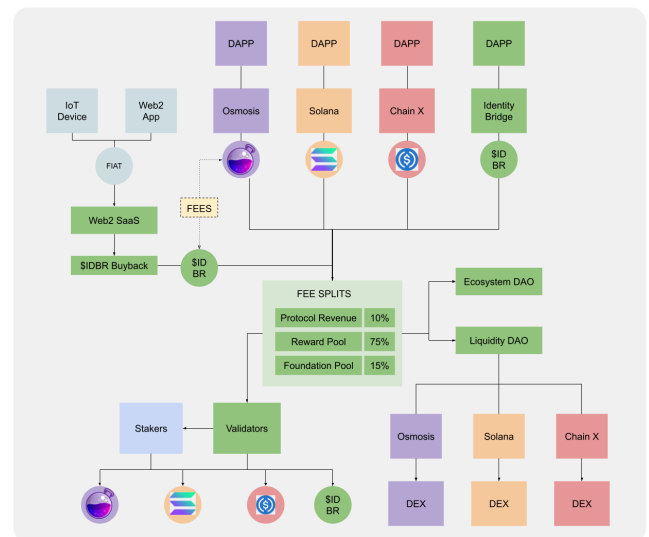 DAPP
DAPP
DAPP
DAPP
IoT
Device
Web2
App
Osmosis
Solana
Chain X
Identity
Bridge
FIAT
$ID
BR
FEES
Web2 SaaS
$IDBR Buyback
$ID
BR
FEE SPLITS
Protocol Revenue 10%
Reward Pool 75%
Foundation Pool 15%
Ecosystem DAO
Liquidity DAO
Stakers
Validators
Osmosis
Solana
Chain X
$ID
BR
DEX
DEX
DEX